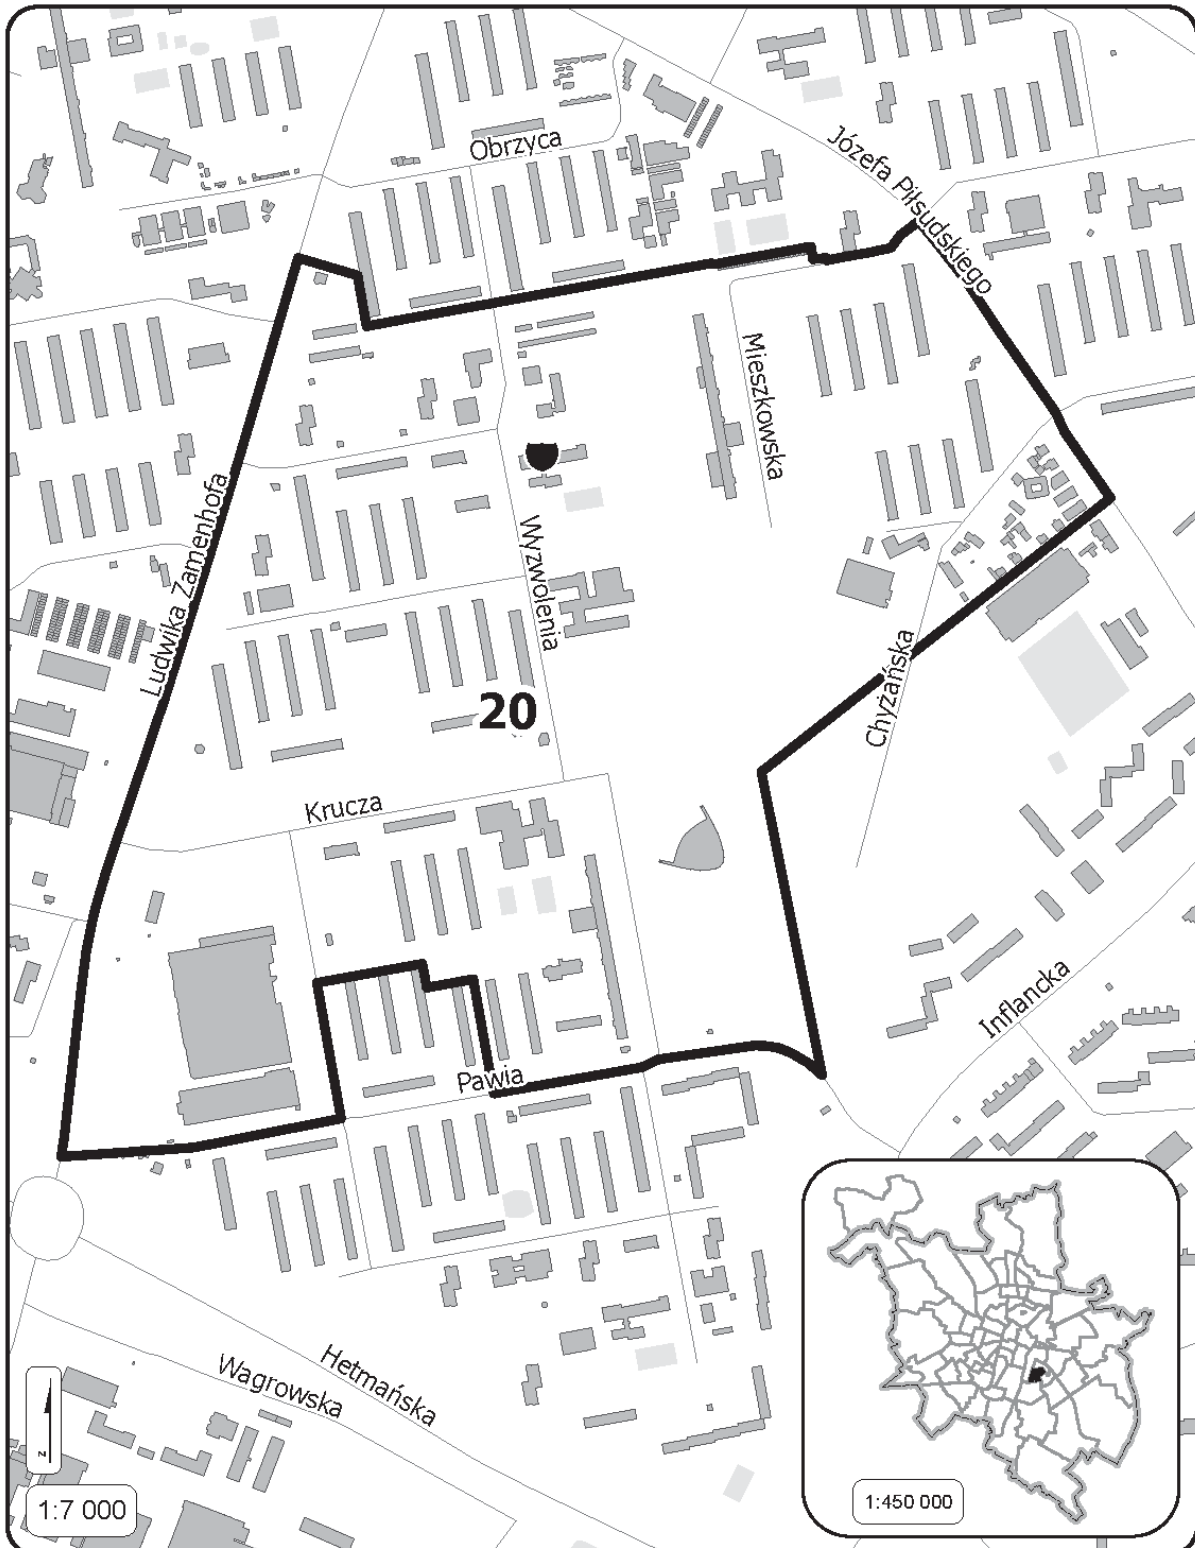 Obrzyca
Józefa Piłsudskiego
Mieszkowska
Ludwika Zamenhofa
Wyzwolenia
Chyżańska
20
Krucza
Inflancka
Pawia
Hetmańska
Wagrowska
N
1:7 000
1:450 000